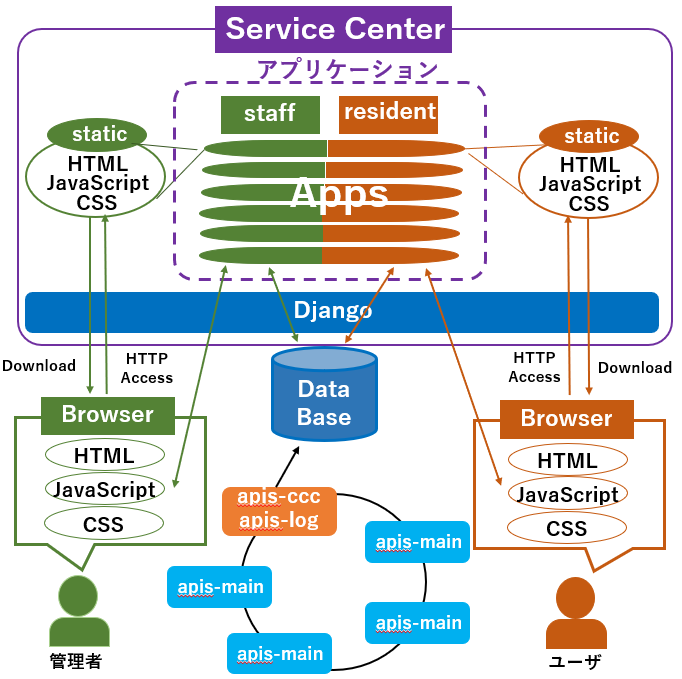 Service Center
アプリケーション
staff
resident
static
HTML
JavaScript
CSS
Apps
static
HTML
JavaScript
CSS
Django
Download
HTTP
Access
HTTP
Access
Download
Data
Base
Browser
HTML
JavaScript
CSS
Browser
HTML
JavaScript
CSS
apis-ccc
apis-log
apis-main
apis-main
apis-main
apis-main
管理者
ユーザ